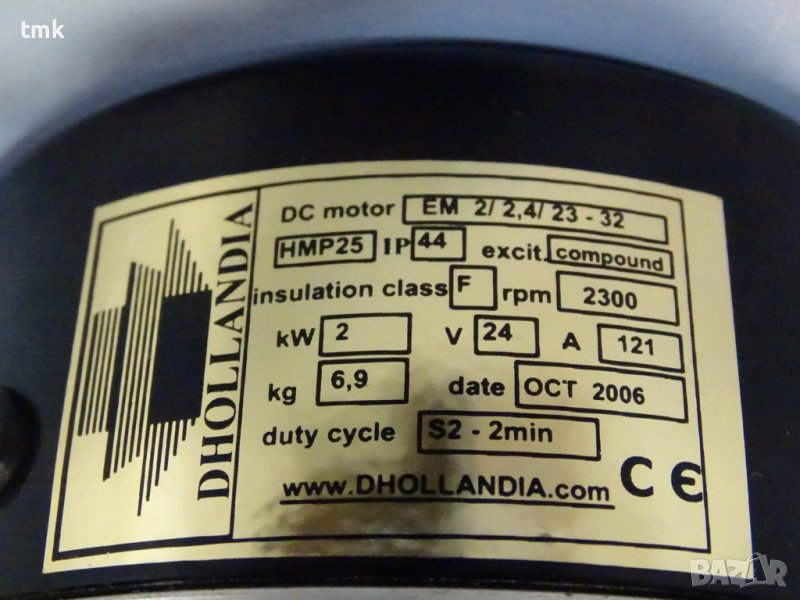 tmk
DHOLLANDIA
DC motor EM 2/ 2,4/ 23 - 32
HMP25 IP 44 excit. compound
insulation class F rpm 2300
kW 2 V 24 A 121
kg 6,9 date OCT 2006
duty cycle S2 - 2min
www.DHOLLANDIA.com CE
BAZAR